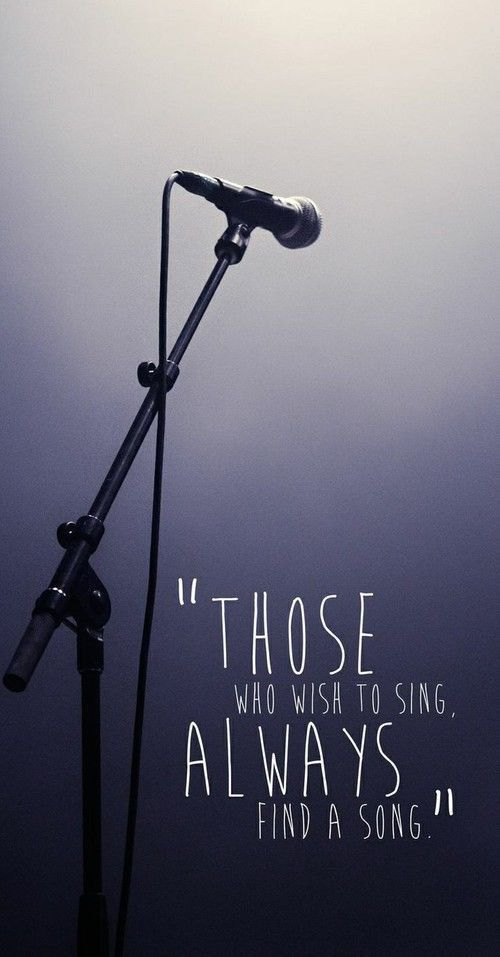 "THOSE
WHO WISH TO SING,
ALWAYS
FIND A SONG."